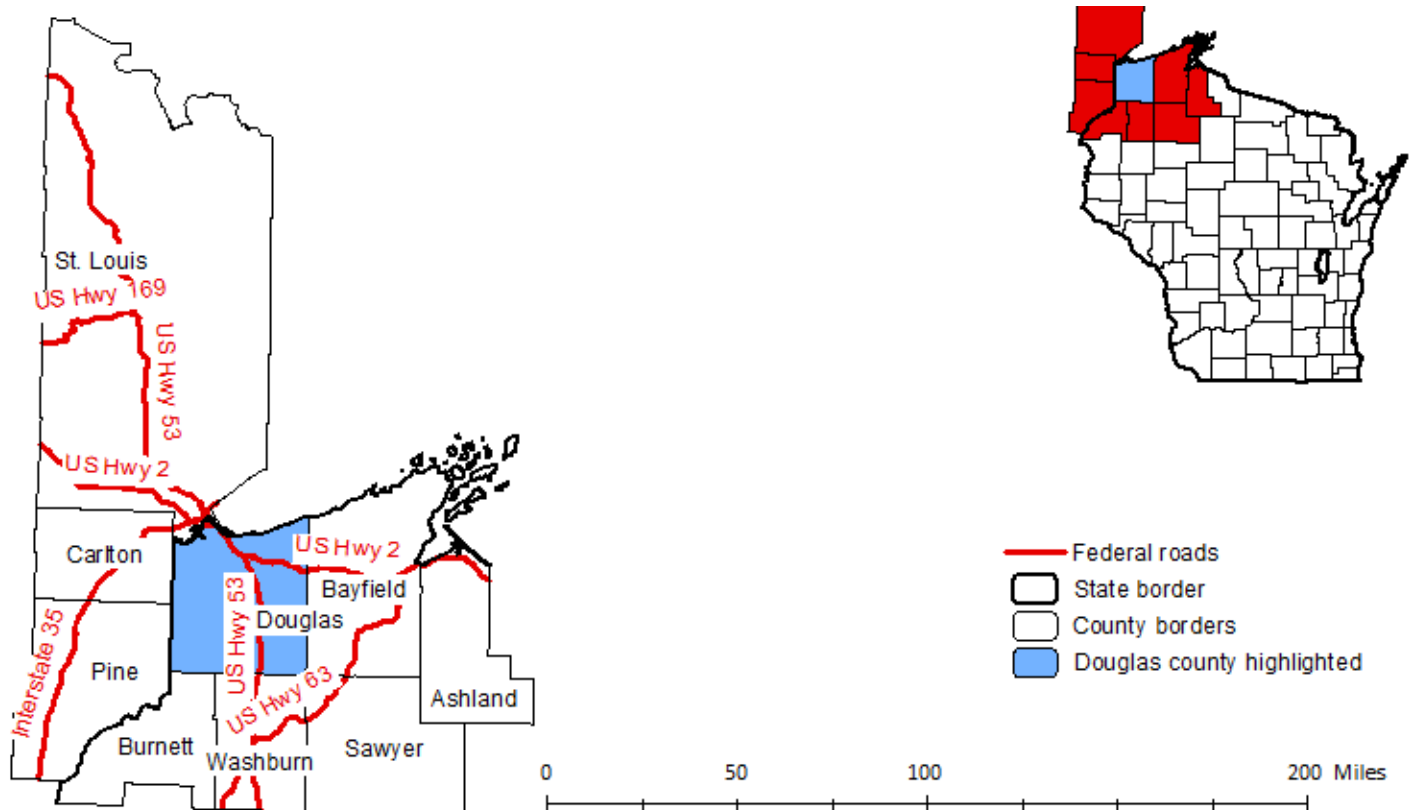 St. Louis
US Hwy 169
US Hwy 53
US Hwy 2
US Hwy 2
Carlton
Bayfield
US Hwy 53
Douglas
Interstate 35
Pine
US Hwy 63
Ashland
Burnett
Washburn
Sawyer
Federal roads
State border
County borders
Douglas county highlighted
0 50 100 200 Miles